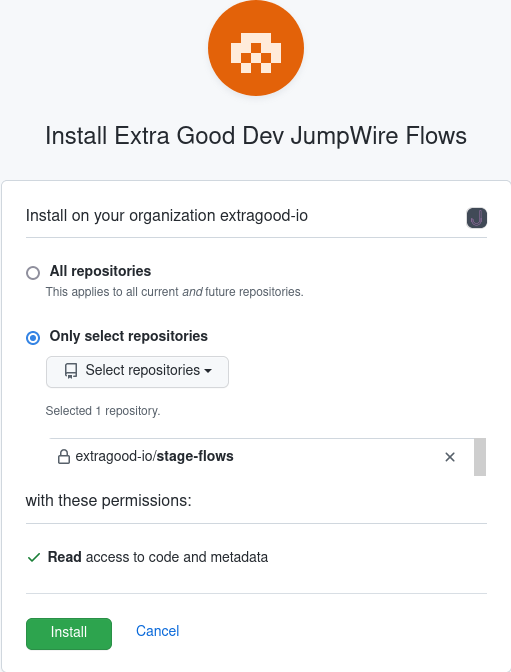 Install Extra Good Dev JumpWire Flows
Install on your organization extragood-io
All repositories
This applies to all current and future repositories.
Only select repositories
Select repositories
Selected 1 repository.
extragood-io/stage-flows
with these permissions:
Read access to code and metadata
Install Cancel